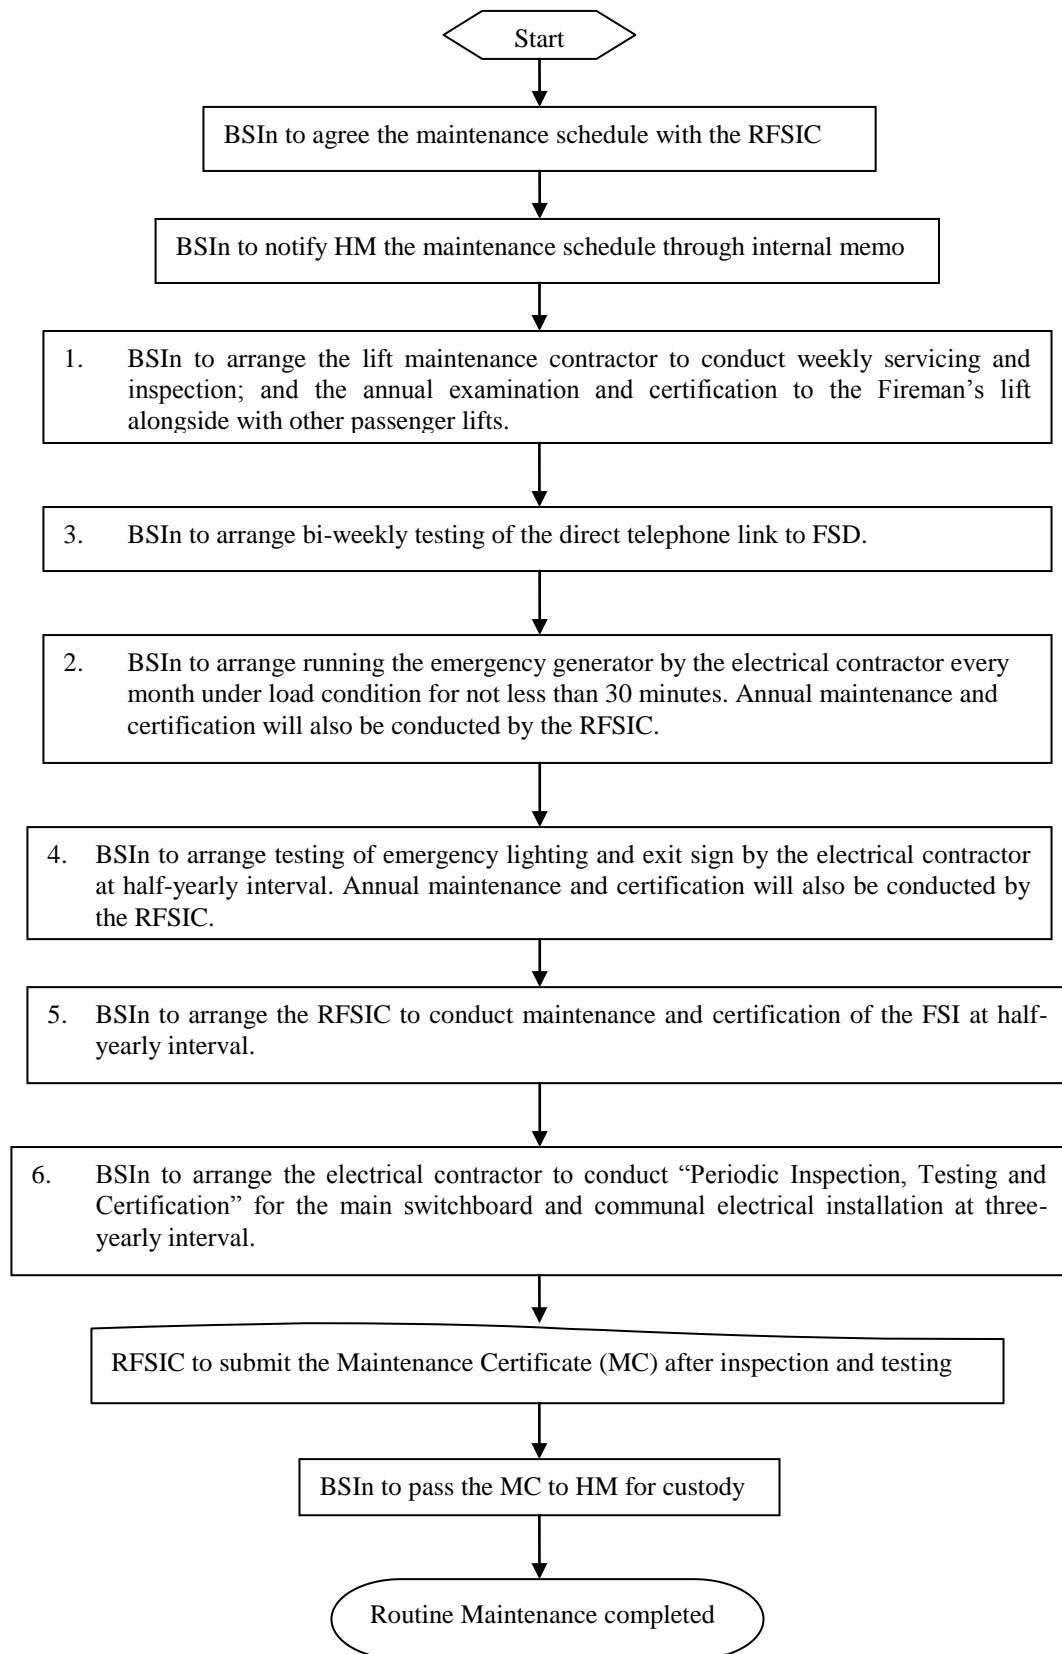 Start
BSIn to agree the maintenance schedule with the RFSIC
BSIn to notify HM the maintenance schedule through internal memo
1. BSIn to arrange the lift maintenance contractor to conduct weekly servicing and
inspection; and the annual examination and certification to the Fireman’s lift
alongside with other passenger lifts.
3. BSIn to arrange bi-weekly testing of the direct telephone link to FSD.
2. BSIn to arrange running the emergency generator by the electrical contractor every
month under load condition for not less than 30 minutes. Annual maintenance and
certification will also be conducted by the RFSIC.
4. BSIn to arrange testing of emergency lighting and exit sign by the electrical contractor
at half-yearly interval. Annual maintenance and certification will also be conducted by
the RFSIC.
5. BSIn to arrange the RFSIC to conduct maintenance and certification of the FSI at half-
yearly interval.
6. BSIn to arrange the electrical contractor to conduct “Periodic Inspection, Testing and
Certification” for the main switchboard and communal electrical installation at three-
yearly interval.
RFSIC to submit the Maintenance Certificate (MC) after inspection and testing
BSIn to pass the MC to HM for custody
Routine Maintenance completed